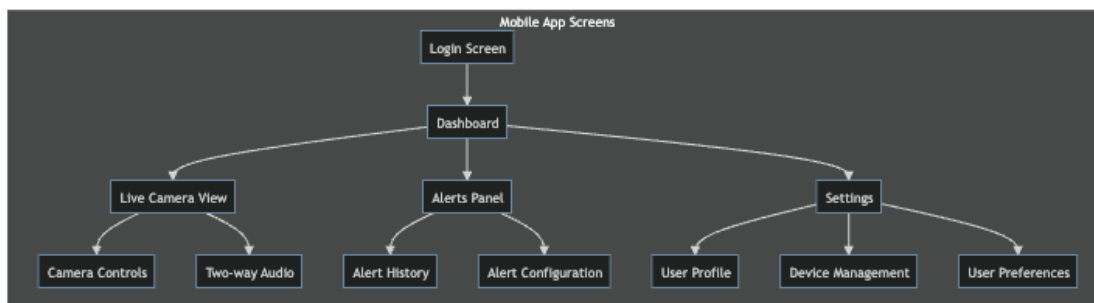 Mobile App Screens
Login Screen
Dashboard
Live Camera View
Alerts Panel
Settings
Camera Controls
Two-way Audio
Alert History
Alert Configuration
User Profile
Device Management
User Preferences